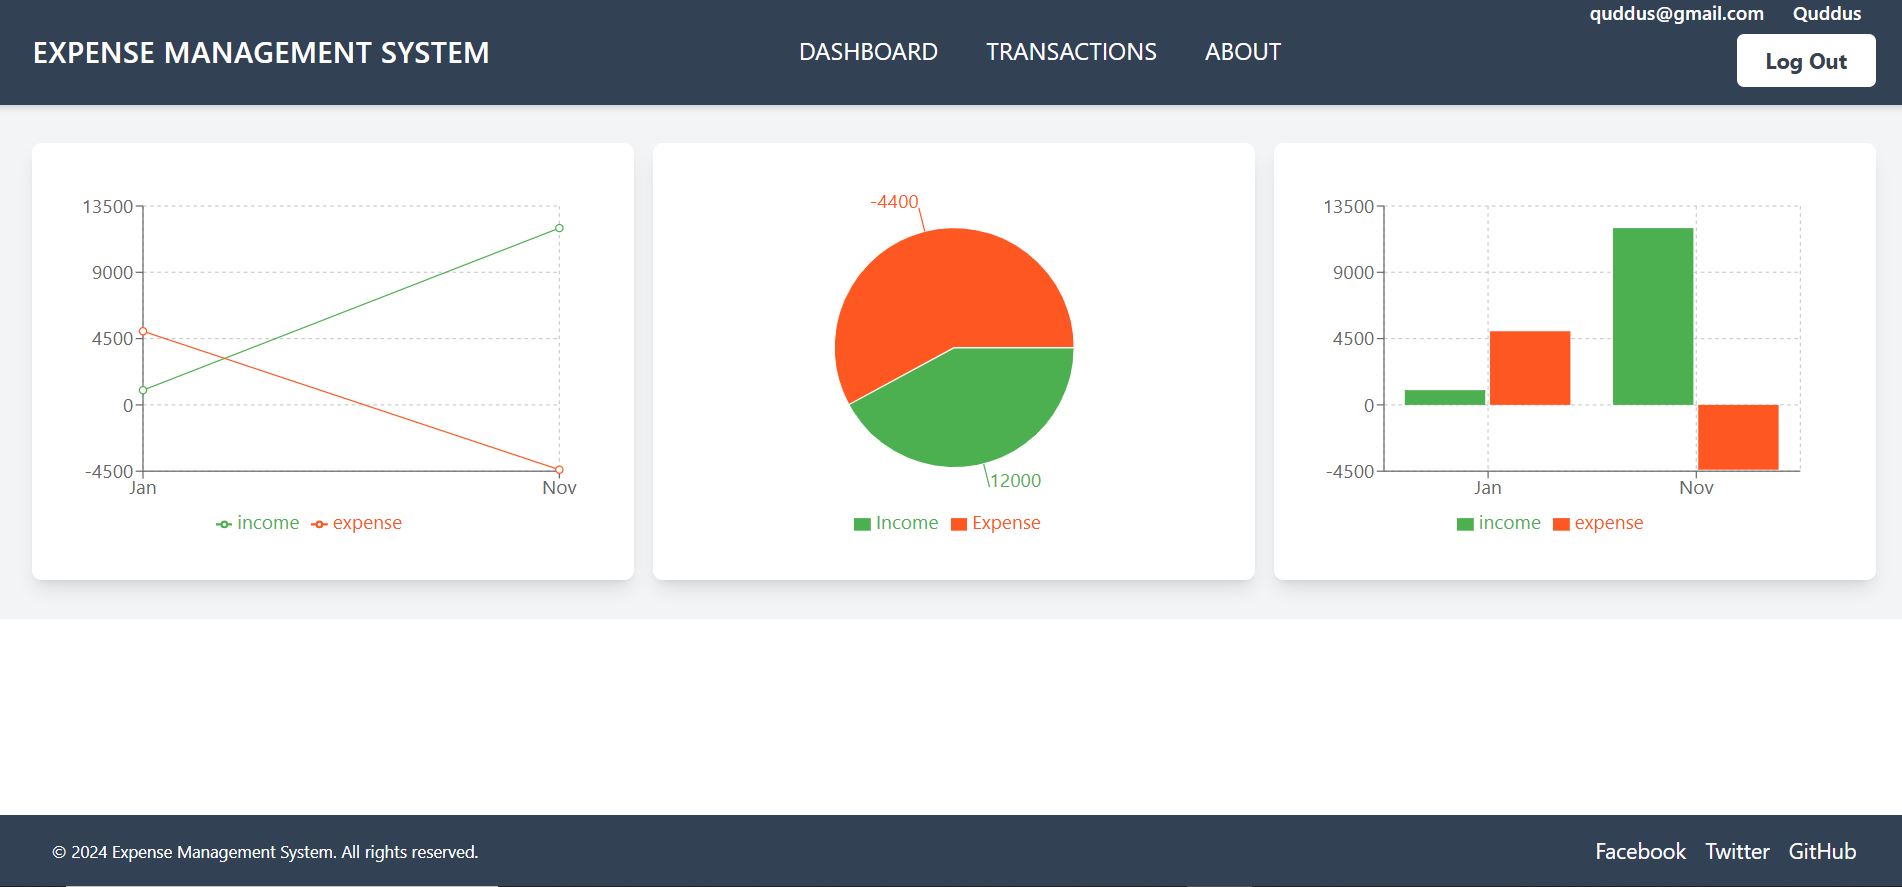 quddus@gmail.com Quddus
EXPENSE MANAGEMENT SYSTEM
DASHBOARD TRANSACTIONS ABOUT
Log Out
13500
9000
4500
0
-4500
Jan Nov
income expense
-4400
12000
Income Expense
13500
9000
4500
0
-4500
Jan Nov
income expense
© 2024 Expense Management System. All rights reserved.
Facebook Twitter GitHub